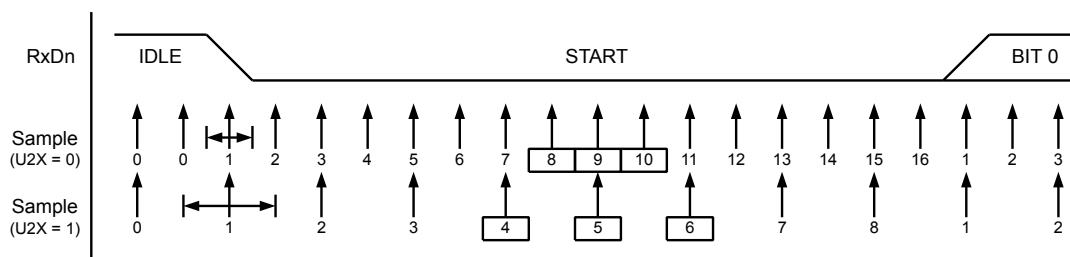 RxDn IDLE START BIT 0
Sample
(U2X = 0)
0 0 1 2 3 4 5 6 7 8 9 10 11 12 13 14 15 16 1 2 3
Sample
(U2X = 1)
0 1 2 3 4 5 6 7 8 1 2